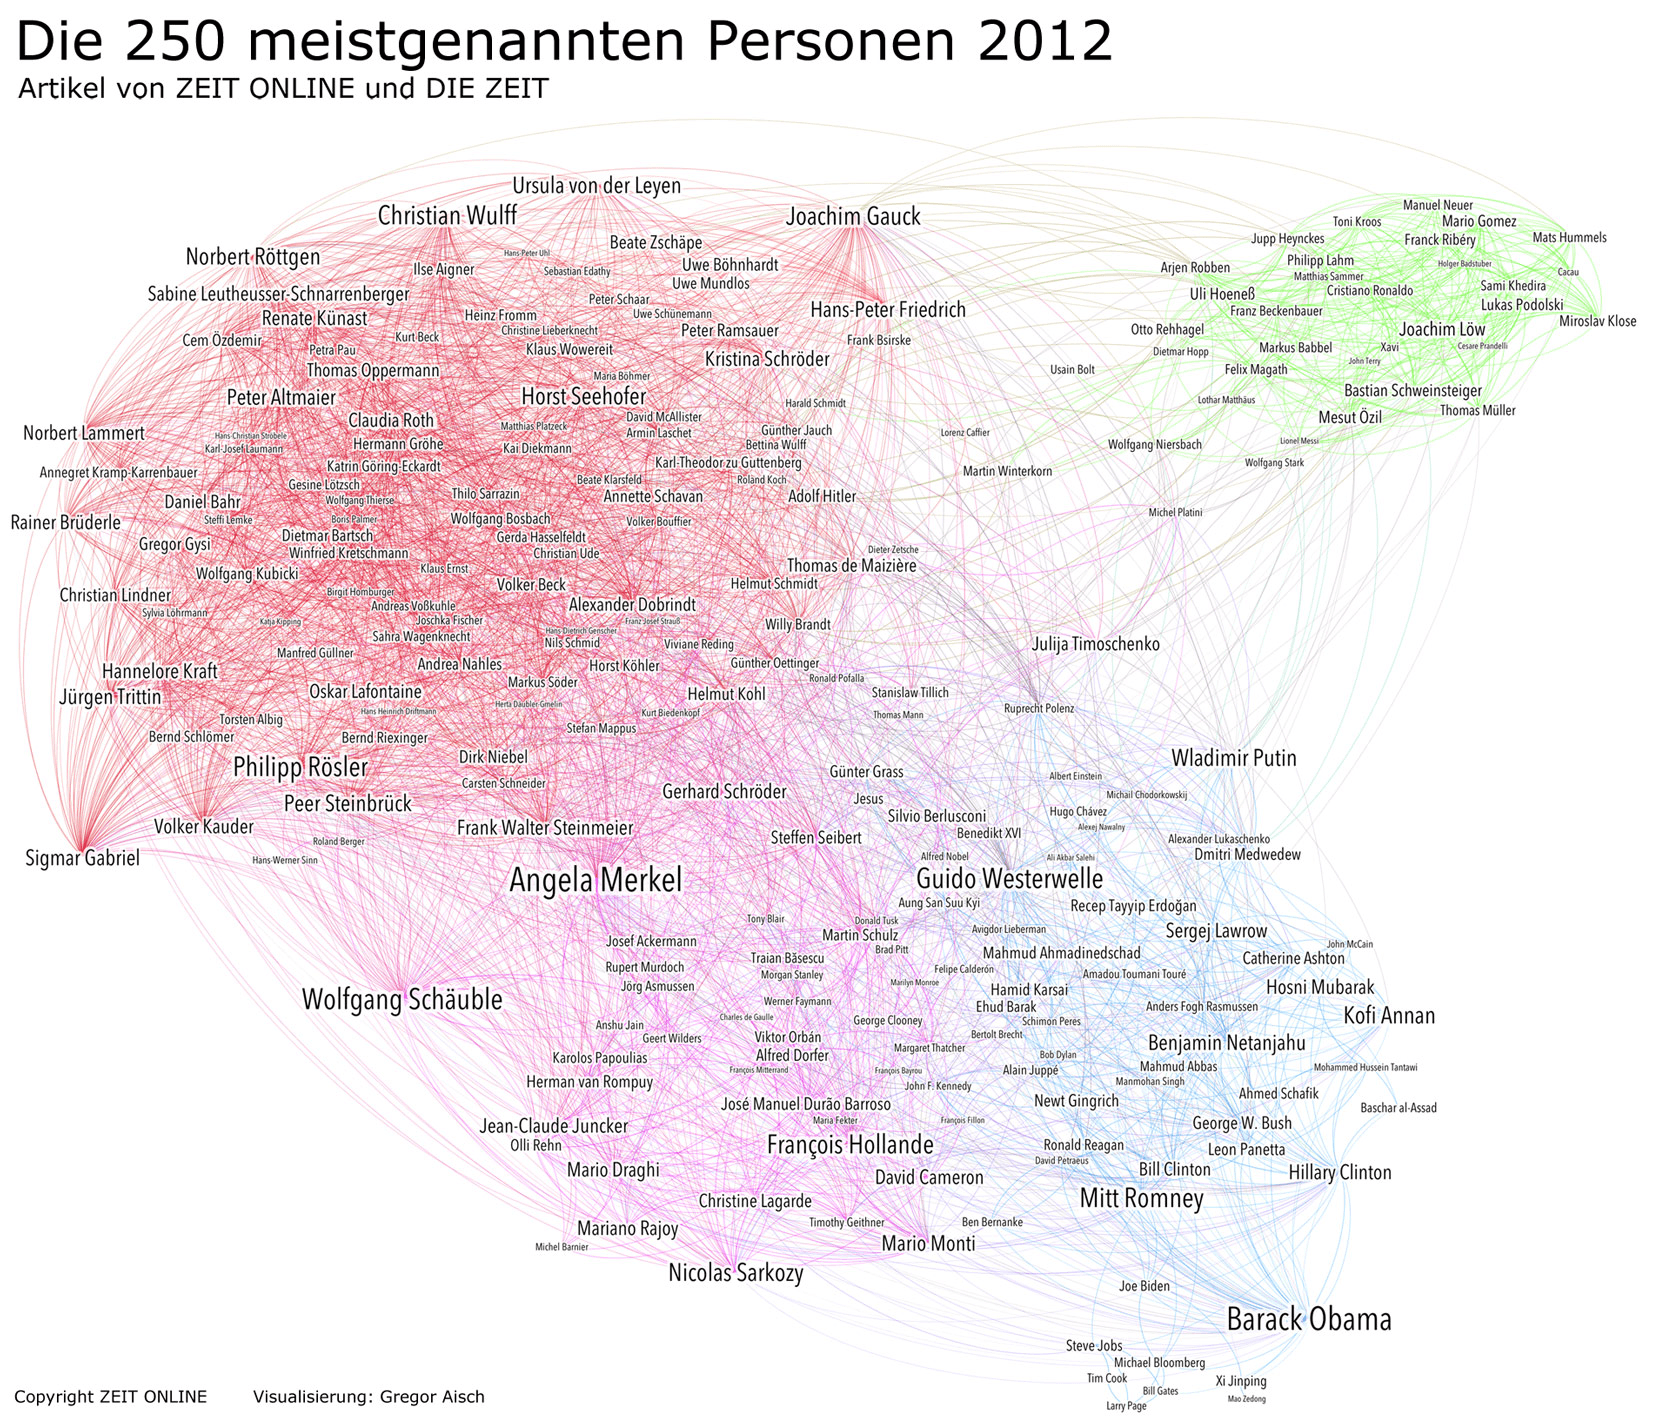 Die 250 meistgenannten Personen 2012
Artikel von ZEIT ONLINE und DIE ZEIT
Ursula von der Leyen
Christian Wulff
Joachim Gauck
Norbert Röttgen
Beate Zschäpe
Hans-Peter Uhl
Ilse Aigner
Sebastian Edathy
Uwe Böhnhardt
Uwe Mundlos
Sabine Leutheusser-Schnarrenberger
Peter Schaar
Hans-Peter Friedrich
Renate Künast
Heinz Fromm
Uwe Schünemann
Christine Lieberknecht
Peter Ramsauer
Cem Özdemir
Kurt Beck
Frank Bsirske
Petra Pau
Klaus Wowereit
Kristina Schröder
Thomas Oppermann
Maria Böhmer
Peter Altmaier
Horst Seehofer
Harald Schmidt
Claudia Roth
David McAllister
Matthias Platzeck
Armin Laschet
Günther Jauch
Norbert Lammert
Hans-Christian Ströbele
Hermann Gröhe
Bettina Wulff
Karl-Josef Laumann
Kai Diekmann
Annegret Kramp-Karrenbauer
Katrin Göring-Eckardt
Karl-Theodor zu Guttenberg
Gesine Lötzsch
Beate Klarsfeld
Roland Koch
Daniel Bahr
Wolfgang Thierse
Thilo Sarrazin
Annette Schavan
Adolf Hitler
Rainer Brüderle
Steffi Lemke
Boris Palmer
Wolfgang Bosbach
Volker Bouffier
Gregor Gysi
Dietmar Bartsch
Gerda Hasselfeldt
Winfried Kretschmann
Christian Ude
Dieter Zetsche
Wolfgang Kubicki
Klaus Ernst
Thomas de Maizière
Christian Lindner
Birgit Homburger
Volker Beck
Helmut Schmidt
Sylvia Löhrmann
Andreas Voßkuhle
Alexander Dobrindt
Katja Kipping
Joschka Fischer
Franz Josef Strauß
Willy Brandt
Sahra Wagenknecht
Hans-Dietrich Genscher
Nils Schmid
Viviane Reding
Manfred Güllner
Andrea Nahles
Horst Köhler
Günther Oettinger
Hannelore Kraft
Markus Söder
Ronald Pofalla
Jürgen Trittin
Oskar Lafontaine
Helmut Kohl
Stanislaw Tillich
Hans Heinrich Driftmann
Herta Däubler-Gmelin
Kurt Biedenkopf
Thomas Mann
Torsten Albig
Stefan Mappus
Bernd Schlömer
Bernd Riexinger
Philipp Rösler
Dirk Niebel
Günter Grass
Carsten Schneider
Gerhard Schröder
Peer Steinbrück
Jesus
Volker Kauder
Frank Walter Steinmeier
Steffen Seibert
Silvio Berlusconi
Roland Berger
Benedikt XVI
Sigmar Gabriel
Hans-Werner Sinn
Manuel Neuer
Toni Kroos
Mario Gomez
Jupp Heynckes
Franck Ribéry
Mats Hummels
Arjen Robben
Philipp Lahm
Holger Badstuber
Matthias Sammer
Cacau
Uli Hoeneß
Cristiano Ronaldo
Sami Khedira
Franz Beckenbauer
Lukas Podolski
Otto Rehhagel
Joachim Löw
Miroslav Klose
Dietmar Hopp
Markus Babbel
Xavi
Cesare Prandelli
Usain Bolt
Felix Magath
John Terry
Lothar Matthäus
Bastian Schweinsteiger
Mesut Özil
Thomas Müller
Lorenz Caffier
Wolfgang Niersbach
Lionel Messi
Martin Winterkorn
Wolfgang Stark
Michel Platini
Julija Timoschenko
Ruprecht Polenz
Wladimir Putin
Albert Einstein
Michail Chodorkowskij
Hugo Chávez
Alexej Nawalny
Alexander Lukaschenko
Alfred Nobel
Ali Akbar Salehi
Dmitri Medwedew
Angela Merkel
Guido Westerwelle
Aung San Suu Kyi
Recep Tayyip Erdoğan
Tony Blair
Donald Tusk
Avigdor Lieberman
Sergej Lawrow
Josef Ackermann
Martin Schulz
Brad Pitt
Mahmud Ahmadinedschad
John McCain
Traian Băsescu
Catherine Ashton
Rupert Murdoch
Morgan Stanley
Felipe Calderón
Amadou Toumani Touré
Jörg Asmussen
Marilyn Monroe
Hamid Karsai
Hosni Mubarak
Wolfgang Schäuble
Werner Faymann
Ehud Barak
Anders Fogh Rasmussen
Charles de Gaulle
George Clooney
Schimon Peres
Kofi Annan
Anshu Jain
Geert Wilders
Viktor Orbán
Bertolt Brecht
Benjamin Netanjahu
Karolos Papoulias
Alfred Dorfer
Margaret Thatcher
Bob Dylan
François Mitterrand
François Bayrou
Alain Juppé
Mahmud Abbas
Mohammed Hussein Tantawi
Herman van Rompuy
John F. Kennedy
Manmohan Singh
José Manuel Durão Barroso
Newt Gingrich
Ahmed Schafik
Baschar al-Assad
Jean-Claude Juncker
Maria Fekter
François Fillon
George W. Bush
Olli Rehn
François Hollande
Ronald Reagan
Leon Panetta
Mario Draghi
David Petraeus
Bill Clinton
Hillary Clinton
David Cameron
Christine Lagarde
Mitt Romney
Mariano Rajoy
Timothy Geithner
Ben Bernanke
Michel Barnier
Mario Monti
Nicolas Sarkozy
Joe Biden
Barack Obama
Steve Jobs
Michael Bloomberg
Tim Cook
Xi Jinping
Bill Gates
Mao Zedong
Larry Page
Copyright ZEIT ONLINE
Visualisierung: Gregor Aisch